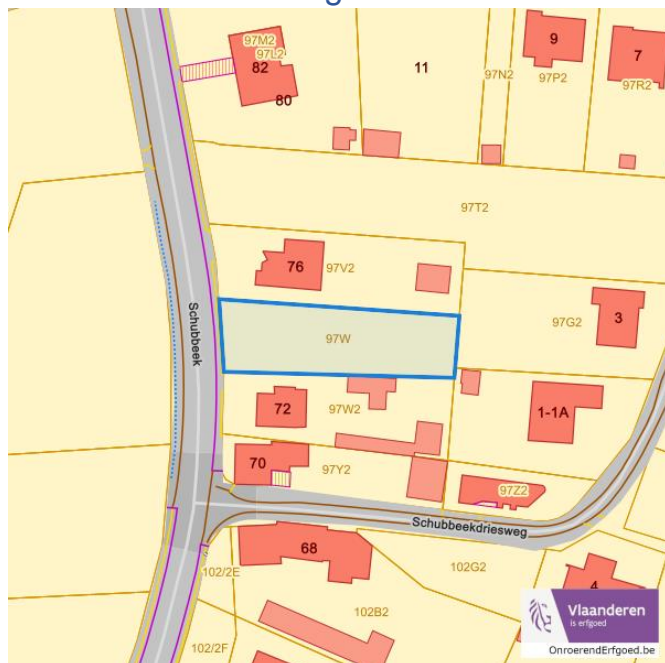 97M2
97L2
82
80
11
97N2
9
97P2
7
97R2
97T2
76
97V2
Schubbeek
97W
97G2
3
72
97W2
1-1A
70
97Y2
97Z2
Schubbeekdriesweg
68
102/2E
102G2
4
102B2
102/2F
Vlaanderen
is erfgoed
OnroerendErfgoed.be